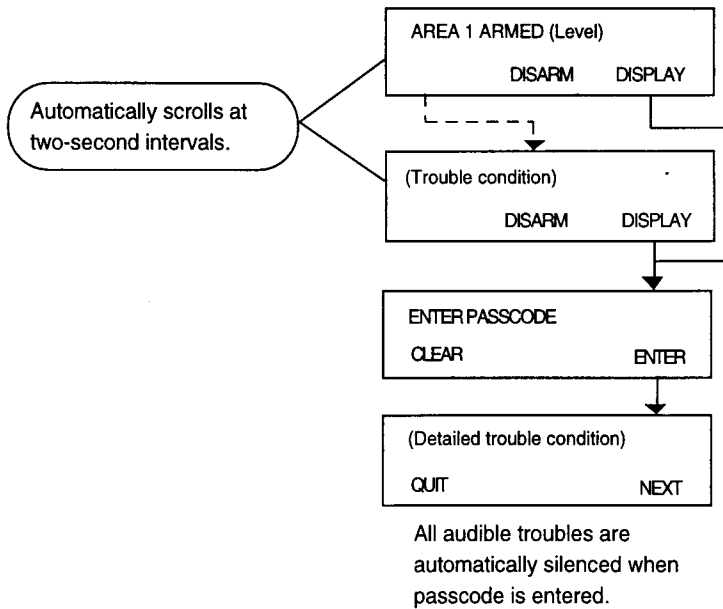 AREA 1 ARMED (Level)
DISARM DISPLAY
Automatically scrolls at
two-second intervals.
(Trouble condition)
DISARM DISPLAY
ENTER PASSCODE
CLEAR ENTER
(Detailed trouble condition)
QUIT NEXT
All audible troubles are
automatically silenced when
passcode is entered.